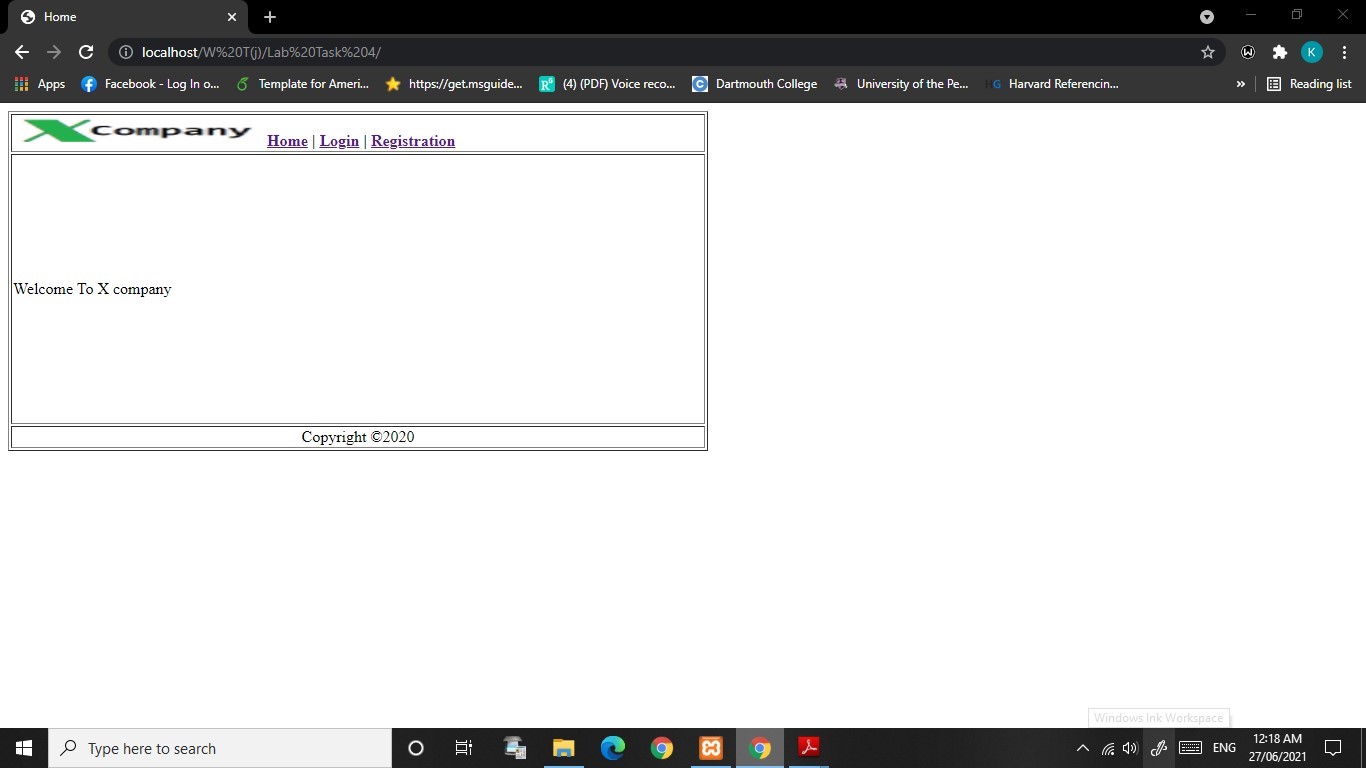 Home
localhost/W%20T(j)/Lab%20Task%204/
K
Apps Facebook - Log In o... Template for Ameri... https://get.msguide... (4) (PDF) Voice reco... Dartmouth College University of the Pe... HG Harvard Referencin... » Reading list
XCompany Home | Login | Registration
Welcome To X company
Copyright ©2020
Windows Ink Workspace
Type here to search
ENG
12:18 AM
27/06/2021